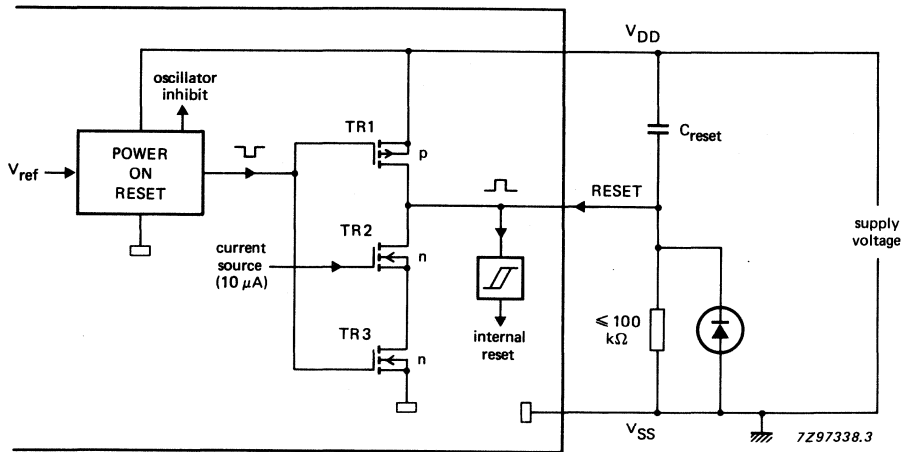 V_DD
oscillator
inhibit
TR1
C_reset
p
POWER
ON
RESET
V_ref
RESET
TR2
supply
voltage
current
source
(10 μA)
n
≤ 100
kΩ
internal
reset
TR3
n
V_SS
7Z97338.3